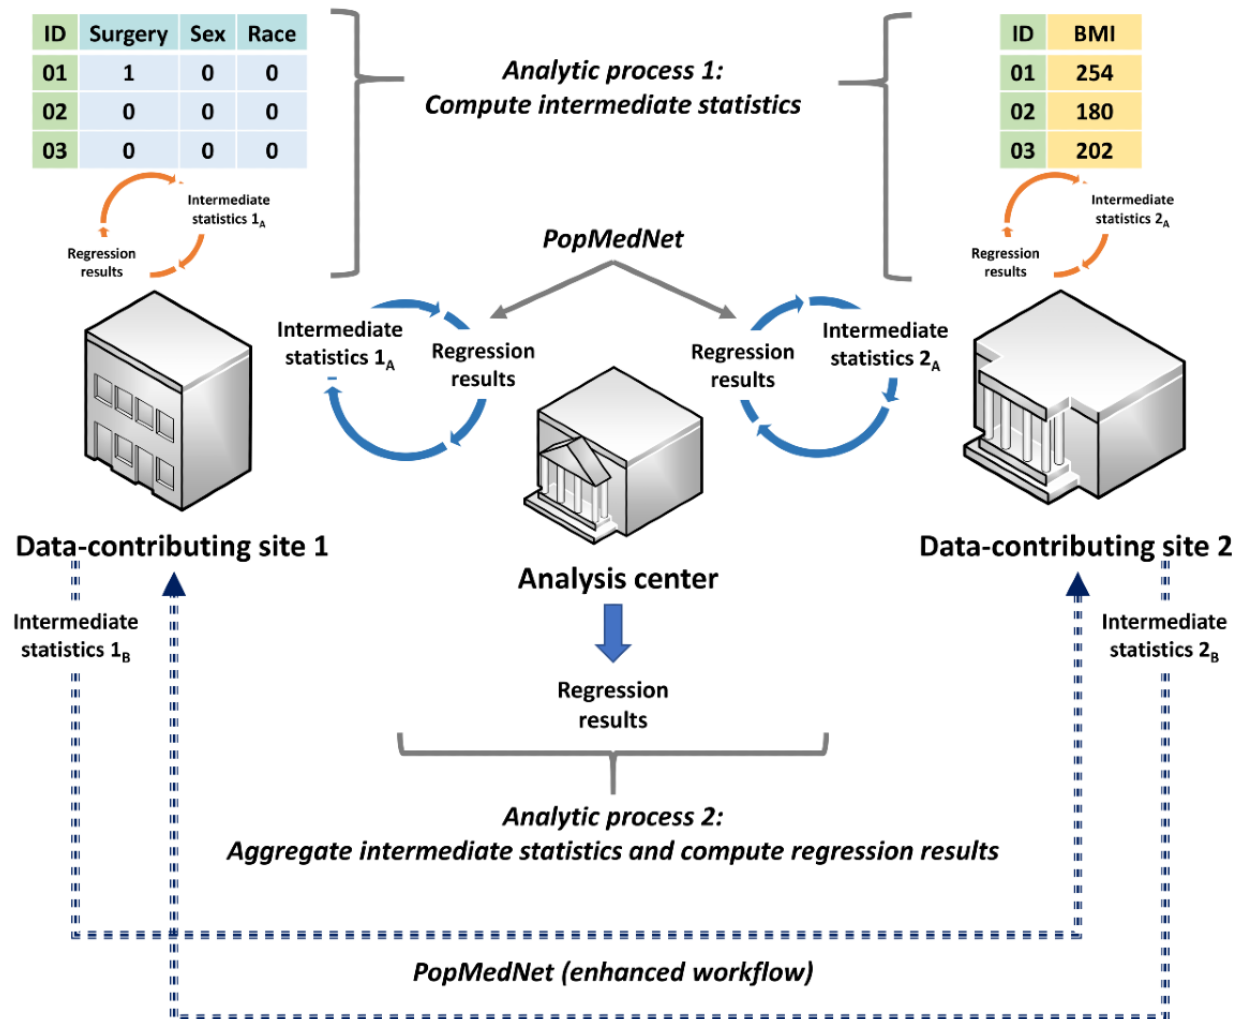 ID Surgery Sex Race
01 1 0 0
02 0 0 0
03 0 0 0
Intermediate
statistics 1A
Regression
results
Analytic process 1:
Compute intermediate statistics
ID BMI
01 254
02 180
03 202
Intermediate
statistics 2A
Regression
results
PopMedNet
Intermediate
statistics 1A
Regression
results
Regression
results
Intermediate
statistics 2A
Data-contributing site 1
Analysis center
Data-contributing site 2
Intermediate
statistics 1B
Intermediate
statistics 2B
Regression
results
Analytic process 2:
Aggregate intermediate statistics and compute regression results
PopMedNet (enhanced workflow)